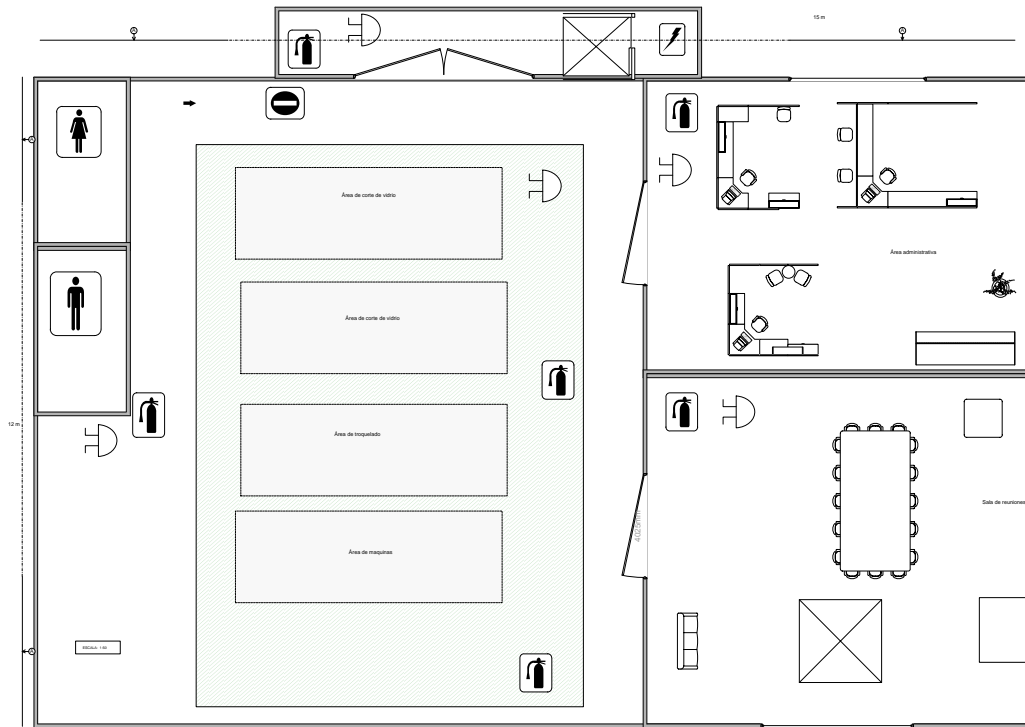 15 m
A
A
A
Área de corte de vidrio
Área administrativa
Área de corte de vidrio
12 m
Área de troquelado
Sala de reuniones
4025mm
Área de maquinas
ESCALA 1:50
A